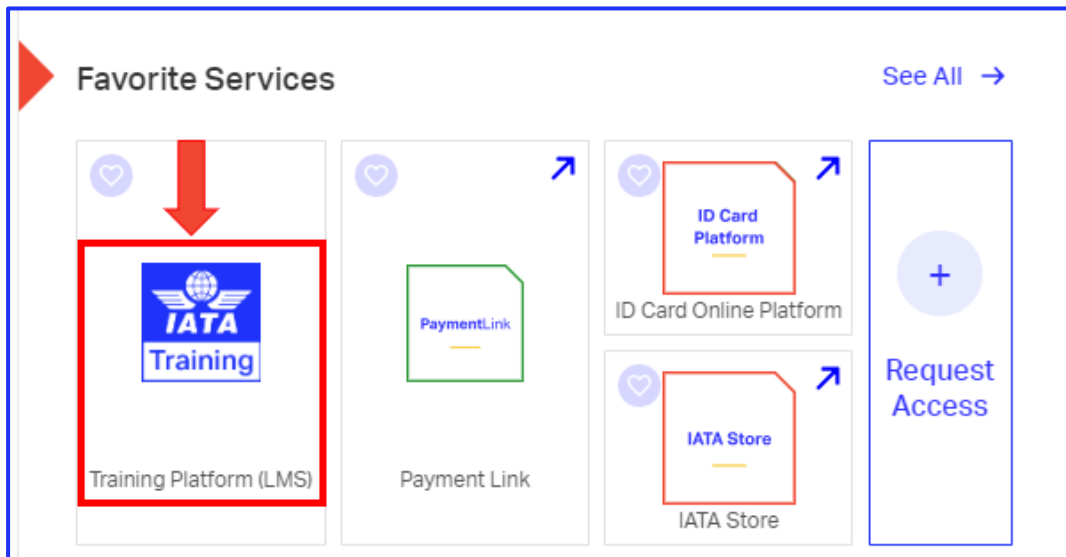 Favorite Services
See All →
IATA
Training
Training Platform (LMS)
PaymentLink
Payment Link
ID Card
Platform
ID Card Online Platform
IATA Store
IATA Store
+
Request
Access